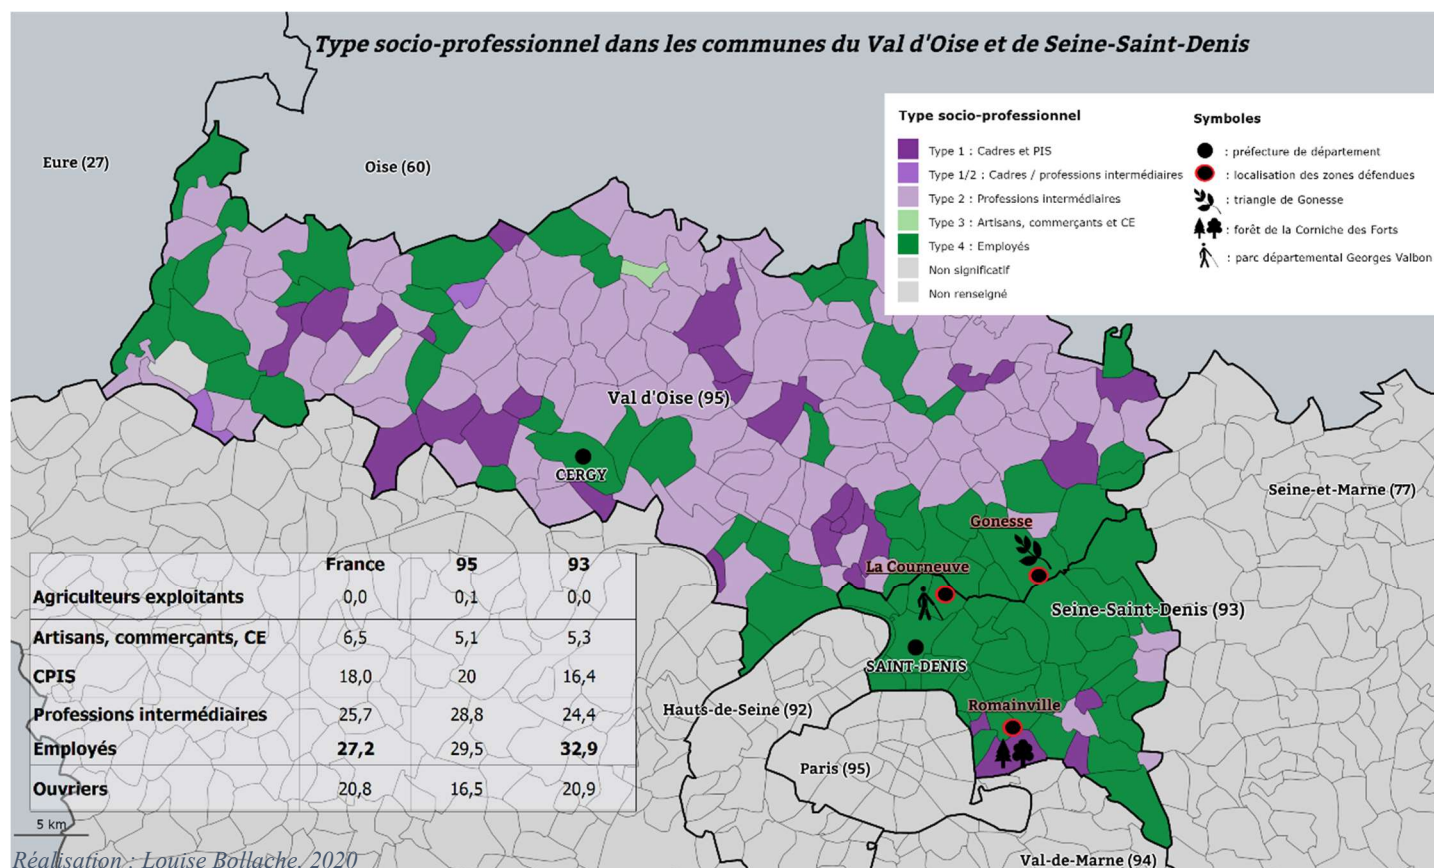 Type socio-professionnel dans les communes du Val d'Oise et de Seine-Saint-Denis
Eure (27)
Oise (60)
Type socio-professionnel
Type 1 : Cadres et PIS
Type 1/2 : Cadres / professions intermédiaires
Type 2 : Professions intermédiaires
Type 3 : Artisans, commerçants et CE
Type 4 : Employés
Non significatif
Non renseigné
Symboles
: préfecture de département
: localisation des zones défendues
: triangle de Gonesse
: forêt de la Corniche des Forts
: parc départemental Georges Valbon
Val d'Oise (95)
CERGY
Seine-et-Marne (77)
Gonesse
La Courneuve
Seine-Saint-Denis (93)
SAINT-DENIS
Romainville
Hauts-de-Seine (92)
Paris (95)
Val-de-Marne (94)
France 95 93
Agriculteurs exploitants 0,0 0,1 0,0
Artisans, commerçants, CE 6,5 5,1 5,3
CPIS 18,0 20 16,4
Professions intermédiaires 25,7 28,8 24,4
Employés 27,2 29,5 32,9
Ouvriers 20,8 16,5 20,9
5 km
Réalisation : Louise Bollache, 2020